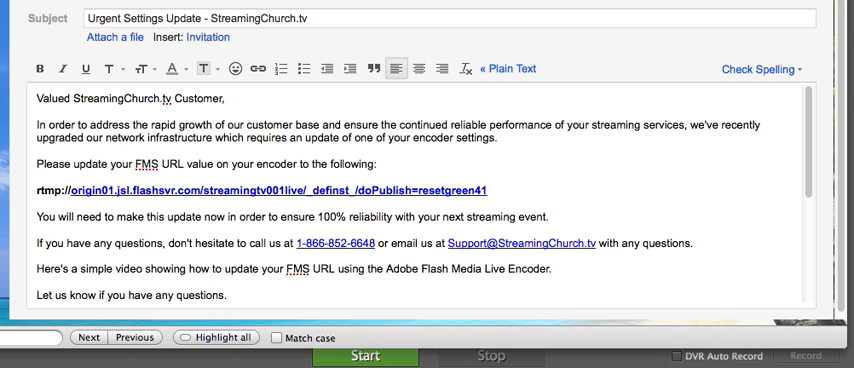 Subject Urgent Settings Update - StreamingChurch.tv
Attach a file Insert: Invitation
B I U T T A T « Plain Text Check Spelling
Valued StreamingChurch.tv Customer,
In order to address the rapid growth of our customer base and ensure the continued reliable performance of your streaming services, we've recently
upgraded our network infrastructure which requires an update of one of your encoder settings.
Please update your FMS URL value on your encoder to the following:
rtmp://origin01.jsl.flashsvr.com/streamingtv001live/_definst_/doPublish=resetgreen41
You will need to make this update now in order to ensure 100% reliability with your next streaming event.
If you have any questions, don't hesitate to call us at 1-866-852-6648 or email us at Support@StreamingChurch.tv with any questions.
Here's a simple video showing how to update your FMS URL using the Adobe Flash Media Live Encoder.
Let us know if you have any questions.
Next Previous Highlight all Match case
Start Stop DVR Auto Record Record